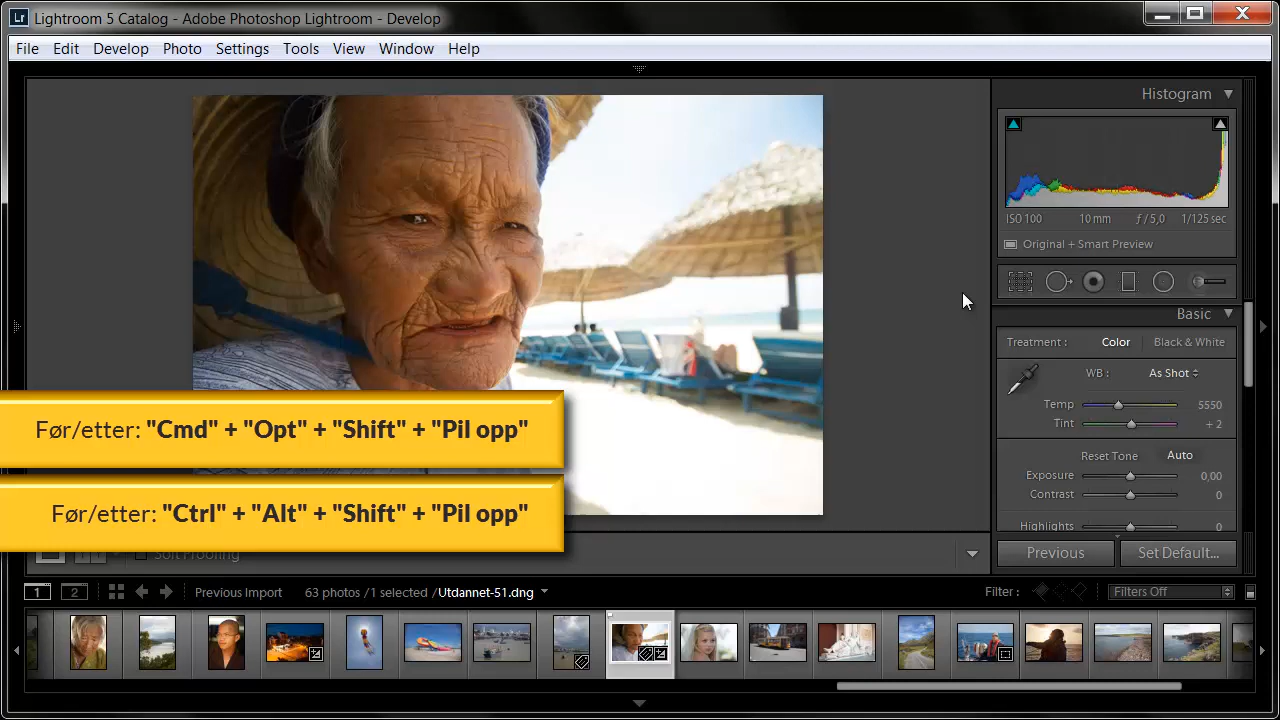 Lr Lightroom 5 Catalog - Adobe Photoshop Lightroom - Develop
File Edit Develop Photo Settings Tools View Window Help
Histogram
ISO 100 10 mm ƒ / 5,0 1/125 sec
Original + Smart Preview
Basic
Treatment : Color Black & White
WB : As Shot
Temp 5550
Tint + 2
Reset Tone Auto
Exposure 0,00
Contrast 0
Highlights 0
Før/etter: "Cmd" + "Opt" + "Shift" + "Pil opp"
Før/etter: "Ctrl" + "Alt" + "Shift" + "Pil opp"
Soft Proofing
Previous Set Default...
1 2 Previous Import 63 photos / 1 selected / Utdannet-51.dng Filter : Filters Off